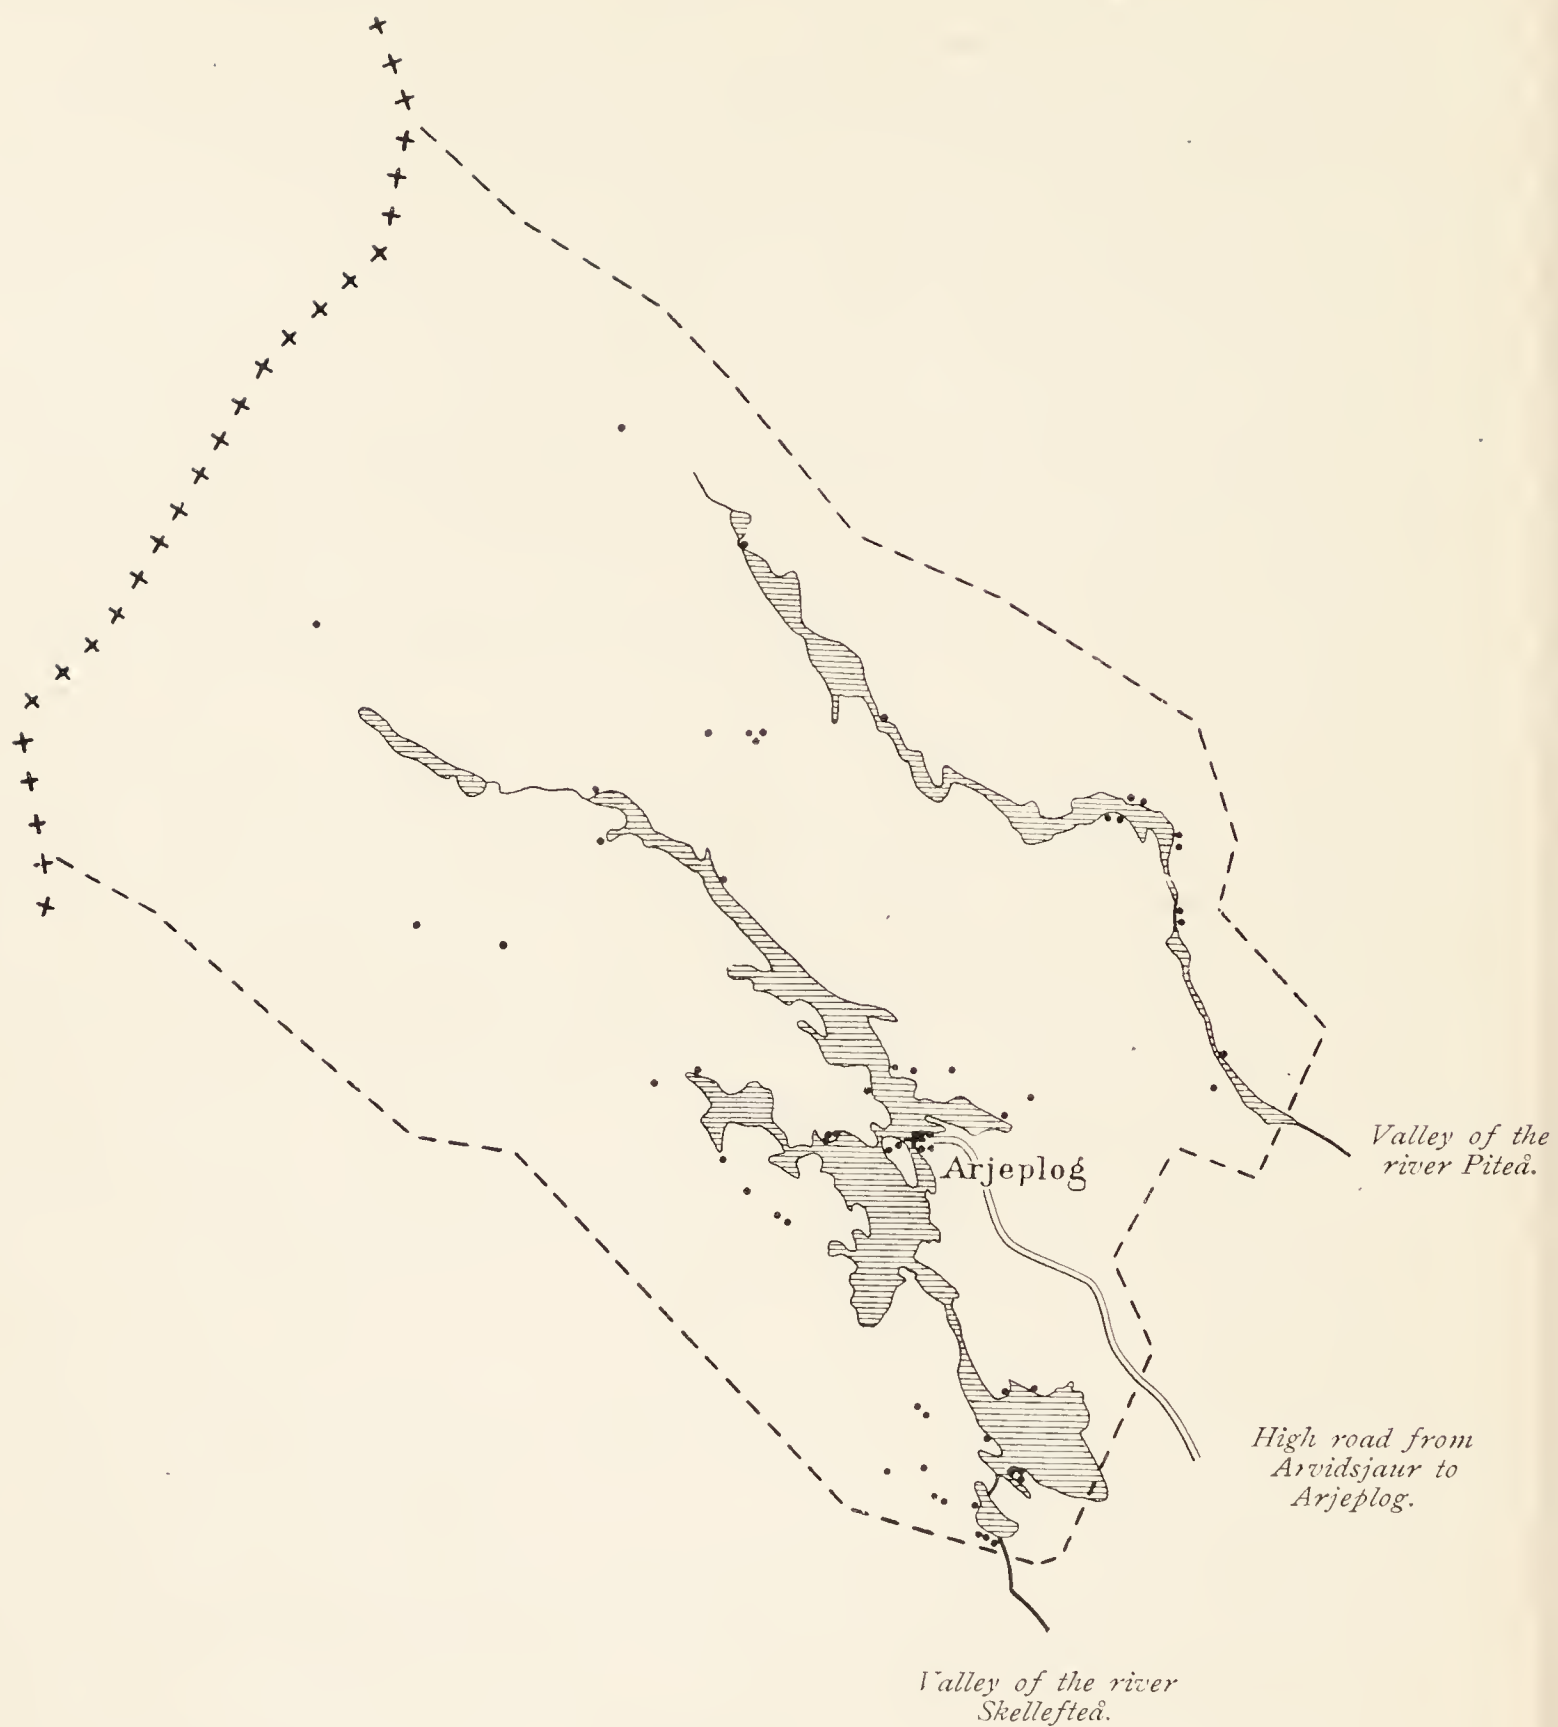 Arjeplog
Valley of the
river Piteå.
High road from
Arvidsjaur to
Arjeplog.
Valley of the river
Skellefteå.